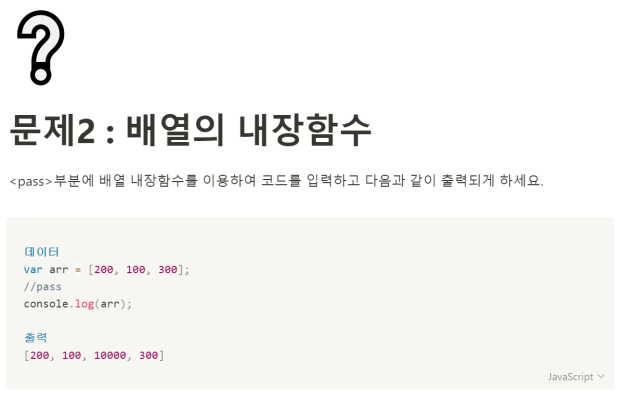 문제2 : 배열의 내장함수
<pass>부분에 배열 내장함수를 이용하여 코드를 입력하고 다음과 같이 출력되게 하세요.
데이터
var arr = [200, 100, 300];
//pass
console.log(arr);
출력
[200, 100, 10000, 300]
JavaScript